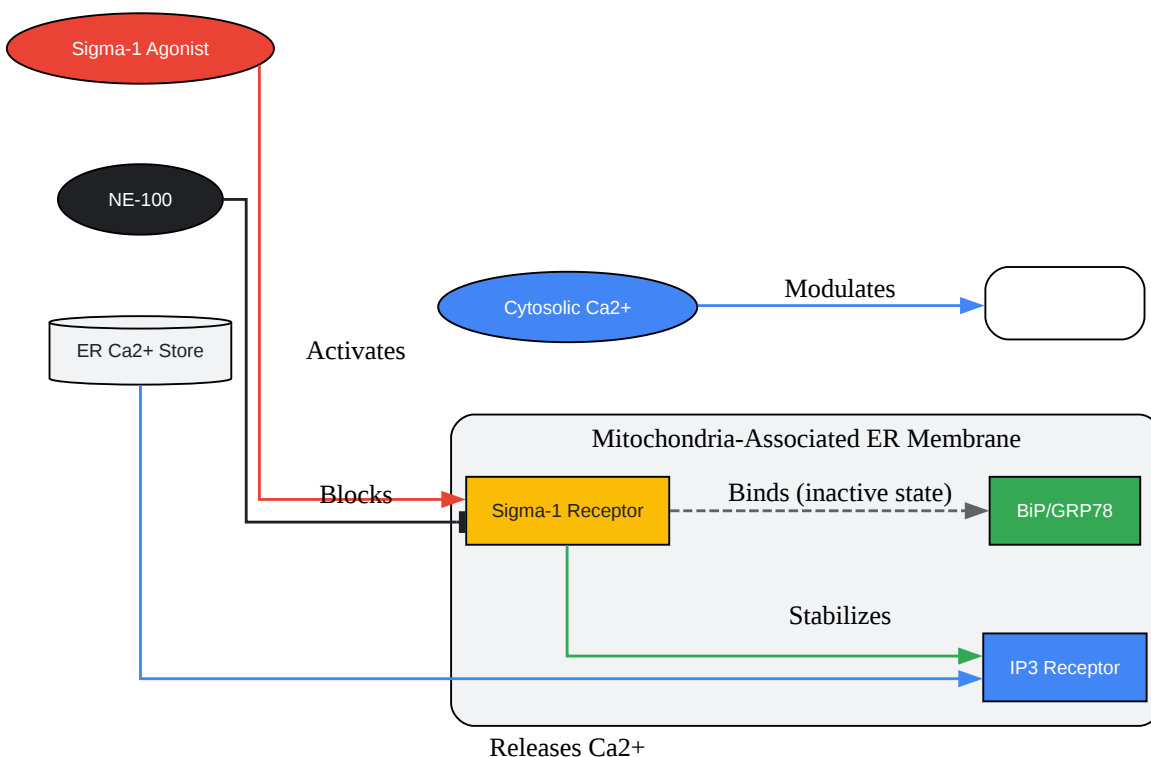 Sigma-1 Agonist
NE-100
Cytosolic Ca2+
Modulates
ER Ca2+ Store
Activates
Mitochondria-Associated ER Membrane
Blocks
Sigma-1 Receptor
Binds (inactive state)
BiP/GRP78
Stabilizes
IP3 Receptor
Releases Ca2+